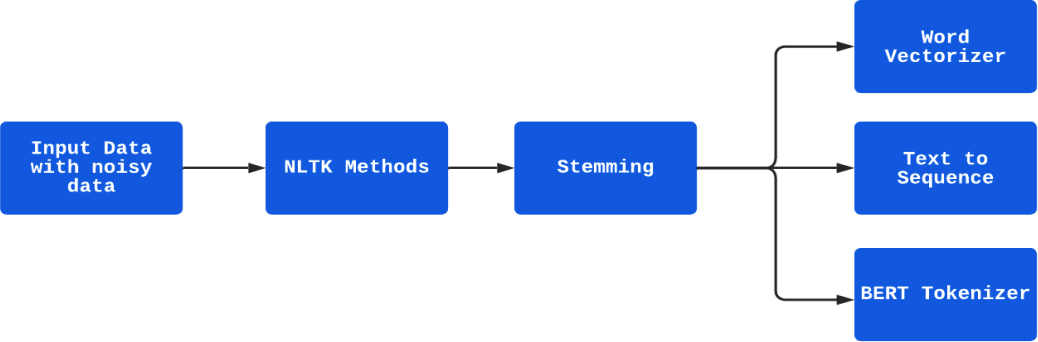 Input Data
with noisy
data
NLTK Methods
Stemming
Word
Vectorizer
Text to
Sequence
BERT Tokenizer